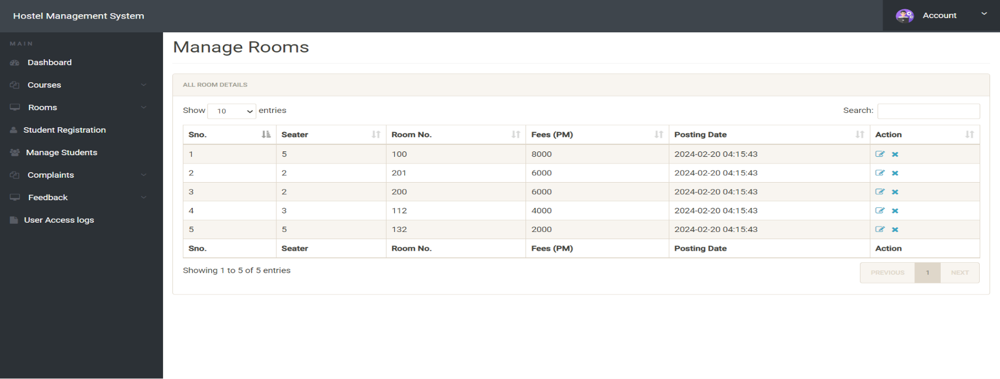 Hostel Management System
Account
MAIN
Dashboard
Courses
Rooms
Student Registration
Manage Students
Complaints
Feedback
User Access logs
Manage Rooms
ALL ROOM DETAILS
Show 10 entries
Search:
Sno. Seater Room No. Fees (PM) Posting Date Action
1 5 100 8000 2024-02-20 04:15:43
2 2 201 6000 2024-02-20 04:15:43
3 2 200 6000 2024-02-20 04:15:43
4 3 112 4000 2024-02-20 04:15:43
5 5 132 2000 2024-02-20 04:15:43
Sno. Seater Room No. Fees (PM) Posting Date Action
Showing 1 to 5 of 5 entries
PREVIOUS 1 NEXT